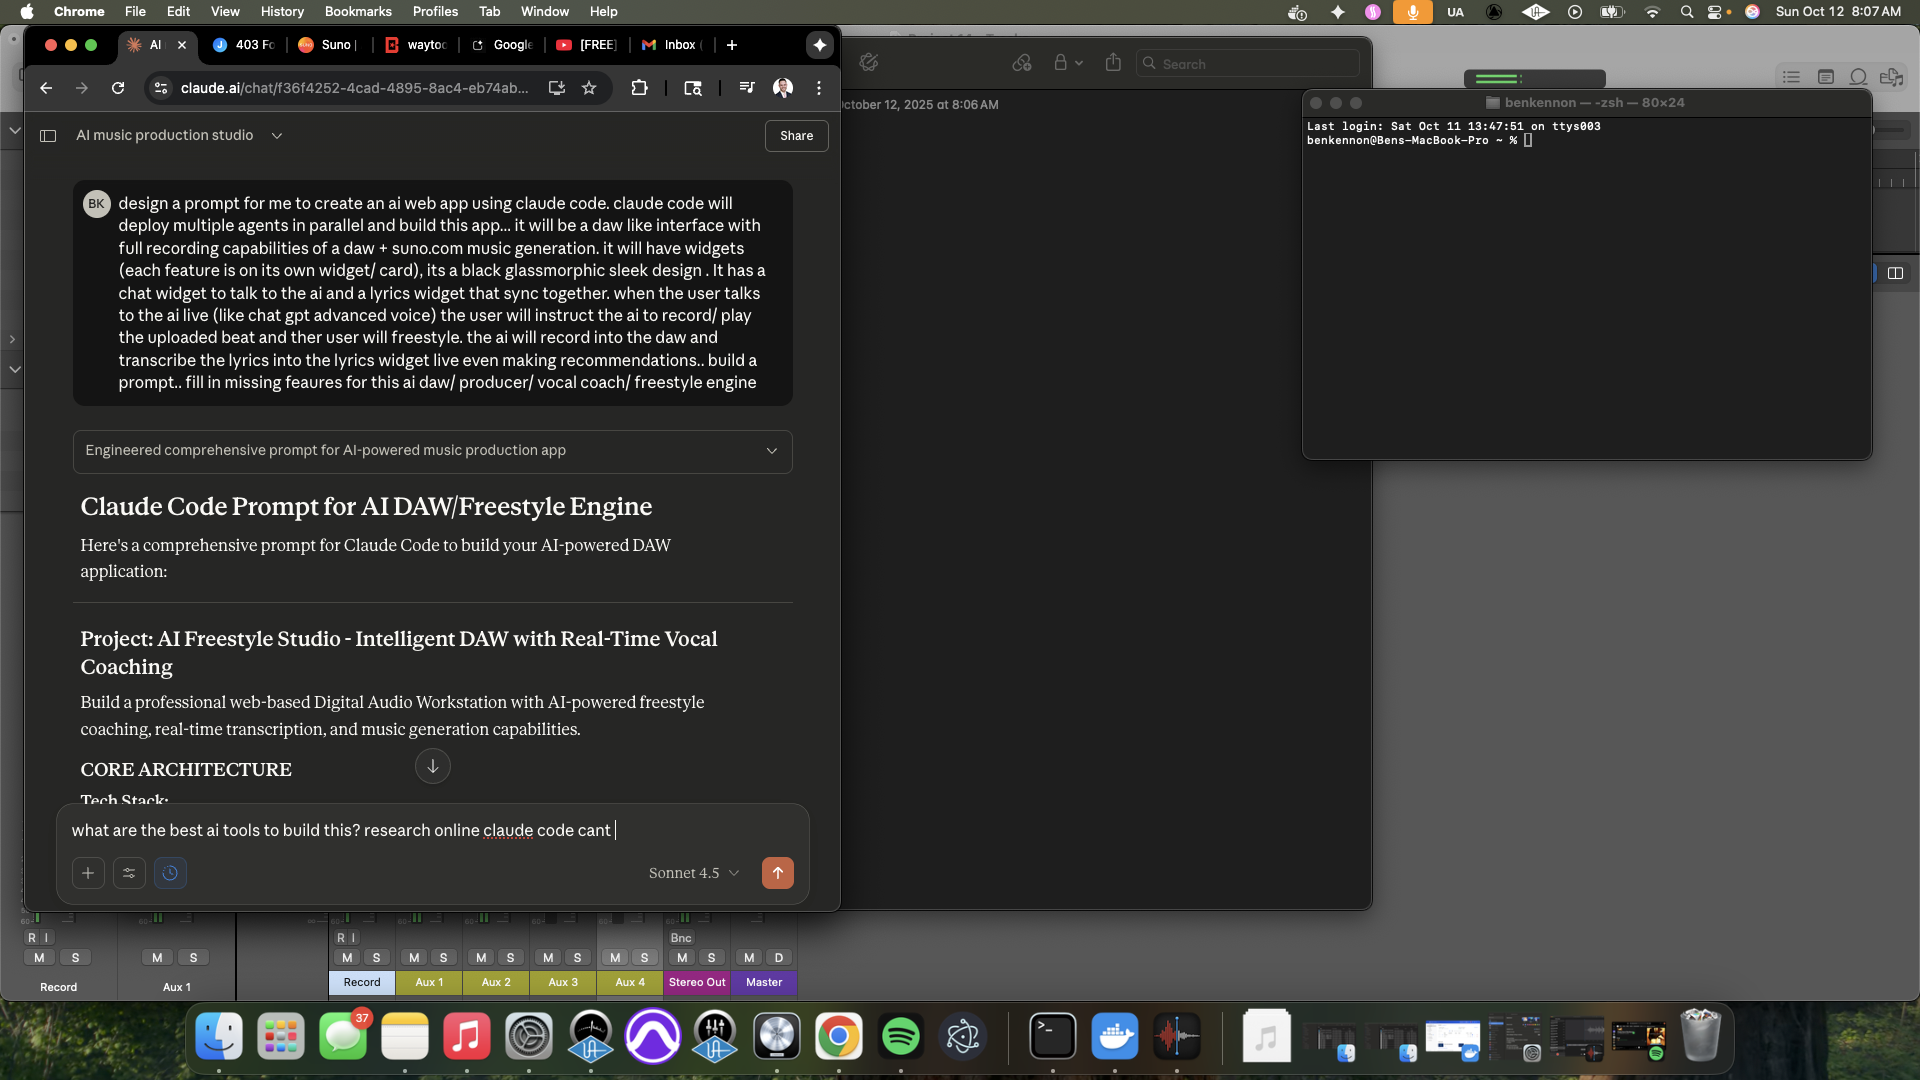 Chrome File Edit View History Bookmarks Profiles Tab Window Help
UA
Sun Oct 12 8:07 AM
AI
403 Fo
Suno |
waytoc
Google
[FREE]
Inbox (
claude.ai/chat/f36f4252-4cad-4895-8ac4-eb74ab...
AI music production studio
Share
BK
design a prompt for me to create an ai web app using claude code. claude code will
deploy multiple agents in parallel and build this app... it will be a daw like interface with
full recording capabilities of a daw + suno.com music generation. it will have widgets
(each feature is on its own widget/ card), its a black glassmorphic sleek design . It has a
chat widget to talk to the ai and a lyrics widget that sync together. when the user talks
to the ai live (like chat gpt advanced voice) the user will instruct the ai to record/ play
the uploaded beat and ther user will freestyle. the ai will record into the daw and
transcribe the lyrics into the lyrics widget live even making recommendations.. build a
prompt.. fill in missing feaures for this ai daw/ producer/ vocal coach/ freestyle engine
Engineered comprehensive prompt for AI-powered music production app
Claude Code Prompt for AI DAW/Freestyle Engine
Here's a comprehensive prompt for Claude Code to build your AI-powered DAW
application:
Project: AI Freestyle Studio - Intelligent DAW with Real-Time Vocal
Coaching
Build a professional web-based Digital Audio Workstation with AI-powered freestyle
coaching, real-time transcription, and music generation capabilities.
CORE ARCHITECTURE
Tech Stack:
what are the best ai tools to build this? research online claude code cant
Sonnet 4.5
Search
ctober 12, 2025 at 8:06 AM
benkennon — -zsh — 80×24
Last login: Sat Oct 11 13:47:51 on ttys003
benkennon@Bens-MacBook-Pro ~ %
R I
R I
Bnc
M S M S M S M S M S M S M S M S M D
Record Aux 1 Record Aux 1 Aux 2 Aux 3 Aux 4 Stereo Out Master
37